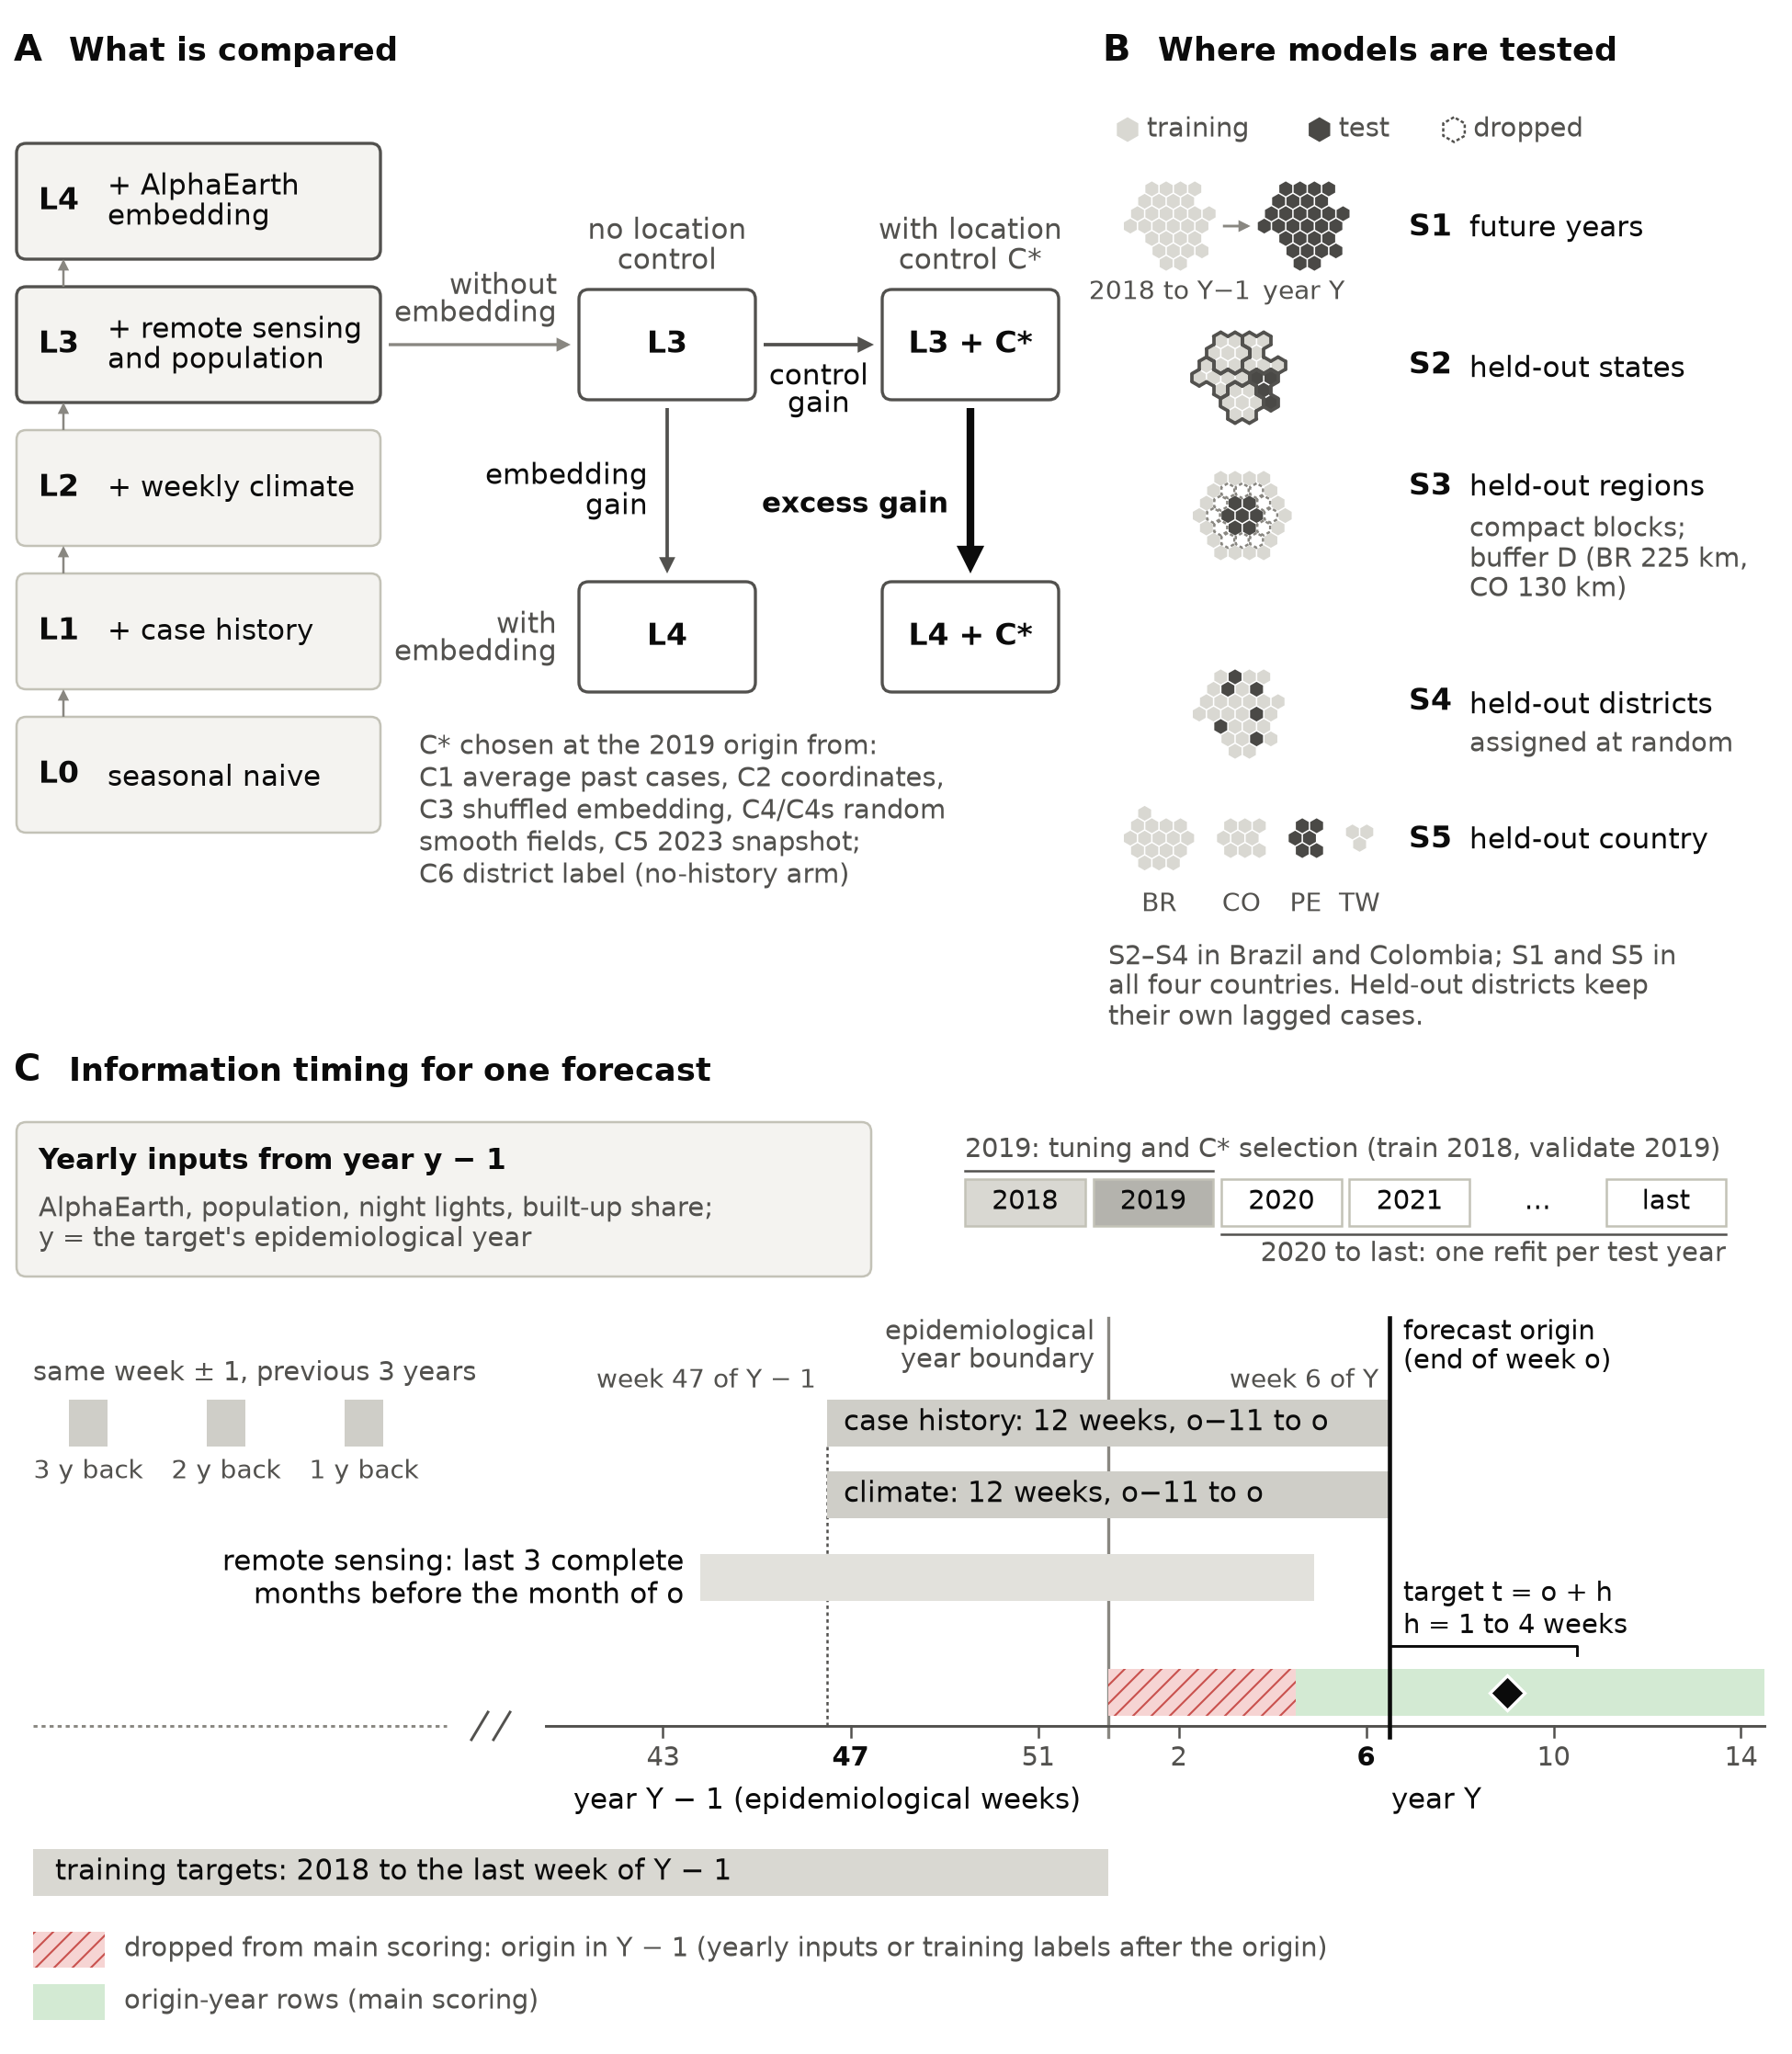 A What is compared
L4 + AlphaEarth
embedding
L3 + remote sensing
and population
L2 + weekly climate
L1 + case history
L0 seasonal naive
without
embedding
no location
control
with location
control C*
L3
control
gain
L3 + C*
embedding
gain
excess gain
with
embedding
L4
L4 + C*
C* chosen at the 2019 origin from:
C1 average past cases, C2 coordinates,
C3 shuffled embedding, C4/C4s random
smooth fields, C5 2023 snapshot;
C6 district label (no-history arm)
B Where models are tested
training test dropped
S1 future years
2018 to Y−1 year Y
S2 held-out states
S3 held-out regions
compact blocks;
buffer D (BR 225 km,
CO 130 km)
S4 held-out districts
assigned at random
S5 held-out country
BR CO PE TW
S2–S4 in Brazil and Colombia; S1 and S5 in
all four countries. Held-out districts keep
their own lagged cases.
C Information timing for one forecast
Yearly inputs from year y − 1
AlphaEarth, population, night lights, built-up share;
y = the target's epidemiological year
2019: tuning and C* selection (train 2018, validate 2019)
2018 2019 2020 2021 ... last
2020 to last: one refit per test year
same week ± 1, previous 3 years
3 y back 2 y back 1 y back
week 47 of Y − 1
epidemiological
year boundary
week 6 of Y
forecast origin
(end of week o)
case history: 12 weeks, o−11 to o
climate: 12 weeks, o−11 to o
remote sensing: last 3 complete
months before the month of o
target t = o + h
h = 1 to 4 weeks
43 47 51 2 6 10 14
year Y − 1 (epidemiological weeks) year Y
training targets: 2018 to the last week of Y − 1
dropped from main scoring: origin in Y − 1 (yearly inputs or training labels after the origin)
origin-year rows (main scoring)